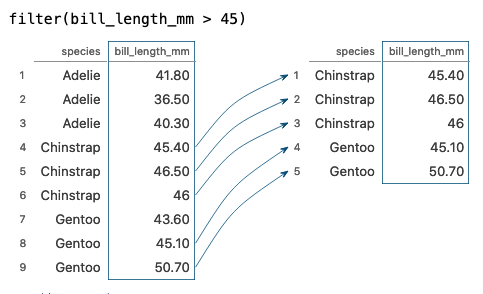 filter(bill_length_mm > 45)
species bill_length_mm
1 Adelie 41.80
2 Adelie 36.50
3 Adelie 40.30
4 Chinstrap 45.40
5 Chinstrap 46.50
6 Chinstrap 46
7 Gentoo 43.60
8 Gentoo 45.10
9 Gentoo 50.70
species bill_length_mm
1 Chinstrap 45.40
2 Chinstrap 46.50
3 Chinstrap 46
4 Gentoo 45.10
5 Gentoo 50.70